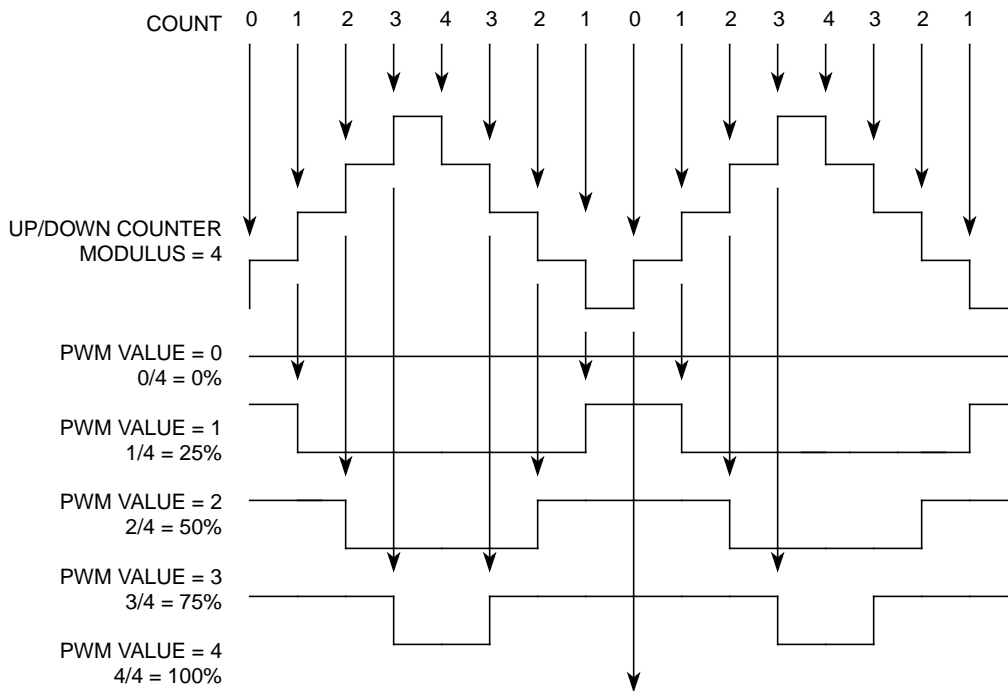 COUNT 0 1 2 3 4 3 2 1 0 1 2 3 4 3 2 1
UP/DOWN COUNTER
MODULUS = 4
PWM VALUE = 0
0/4 = 0%
PWM VALUE = 1
1/4 = 25%
PWM VALUE = 2
2/4 = 50%
PWM VALUE = 3
3/4 = 75%
PWM VALUE = 4
4/4 = 100%